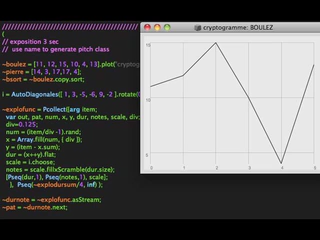 ////////////////////////////////////////////
(
// exposition 3 sec
// use name to generate pitch class
~boulez = [11, 12, 15, 10, 4, 13].plot('cryptog
~pierre = [14, 3, 17,17, 4];
~bsort = ~boulez.copy.sort;
i = AutoDiagonales([ 1, 3, -5, -6, 9, -2 ].rotate(
~explofunc = Pcollect({arg item;
var out, pat, num, x, y, dur, notes, scale, div;
div=0.125;
num = (item/div -1).rand;
x = Array.fill(num, { div });
y = (item - x.sum);
dur = (x++y).flat;
scale = i.choose;
notes = scale.fillxScramble(dur.size);
[Pseq(dur,1), Pseq(notes,1), scale];
}, Pseq(~explodursum/4, inf) );
~durnote = ~explofunc.asStream;
~pat = ~durnote.next;
cryptogramme: BOULEZ
15
10
5
0
1
2
3
4
5